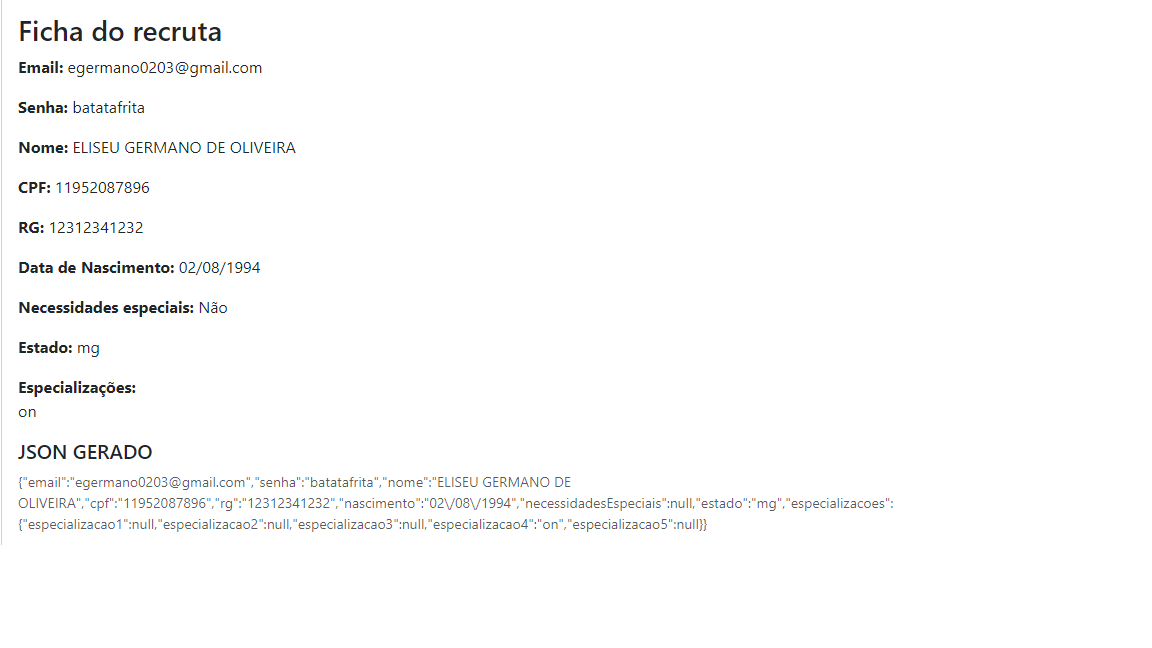 Ficha do recruta
Email: egermano0203@gmail.com
Senha: batatafrita
Nome: ELISEU GERMANO DE OLIVEIRA
CPF: 11952087896
RG: 12312341232
Data de Nascimento: 02/08/1994
Necessidades especiais: Não
Estado: mg
Especializações:
on
JSON GERADO
{"email":"egermano0203@gmail.com","senha":"batatafrita","nome":"ELISEU GERMANO DE
OLIVEIRA","cpf":"11952087896","rg":"12312341232","nascimento":"02\/08\/1994","necessidadesEspeciais":null,"estado":"mg","especializacoes":
{"especializacao1":null,"especializacao2":null,"especializacao3":null,"especializacao4":"on","especializacao5":null}}